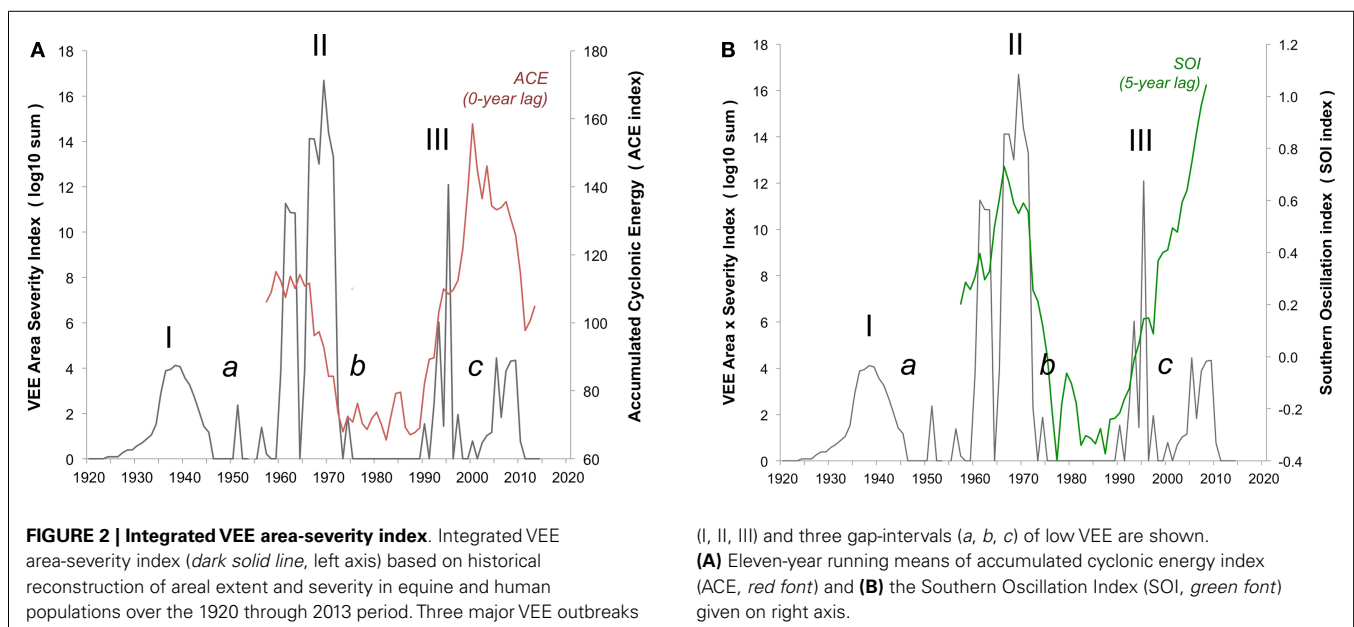 A
II
ACE
(0-year lag)
III
I
a
b
c
18
16
14
12
10
8
6
4
2
0
180
160
140
120
100
80
60
1920 1930 1940 1950 1960 1970 1980 1990 2000 2010 2020
VEE Area Severity Index ( log10 sum )
Accumulated Cyclonic Energy ( ACE index)
B
II
SOI
(5-year lag)
III
I
a
b
c
18
16
14
12
10
8
6
4
2
0
1.2
1.0
0.8
0.6
0.4
0.2
0.0
-0.2
-0.4
1920 1930 1940 1950 1960 1970 1980 1990 2000 2010 2020
VEE Area x Severity Index ( log10 sum )
Southern Oscillation index ( SOI index )
FIGURE 2 | Integrated VEE area-severity index. Integrated VEE
area-severity index (dark solid line, left axis) based on historical
reconstruction of areal extent and severity in equine and human
populations over the 1920 through 2013 period. Three major VEE outbreaks
(I, II, III) and three gap-intervals (a, b, c) of low VEE are shown.
(A) Eleven-year running means of accumulated cyclonic energy index
(ACE, red font) and (B) the Southern Oscillation Index (SOI, green font)
given on right axis.